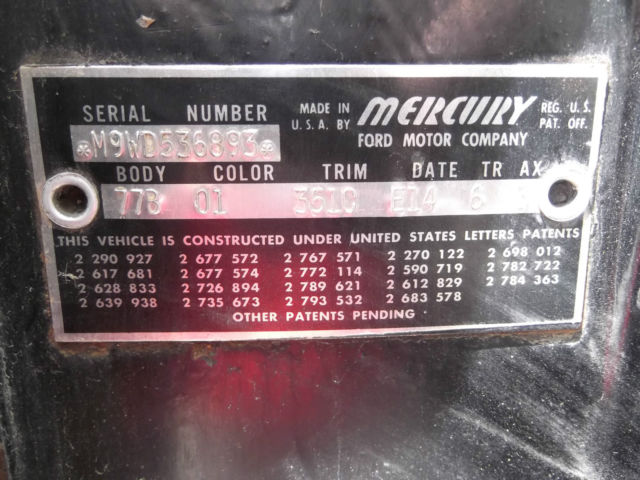 SERIAL NUMBER MADE IN U.S.A. BY MERCURY REG. U.S. PAT. OFF.
M9WD536893 FORD MOTOR COMPANY
BODY COLOR TRIM DATE TR AX
77B 01 3510 E14 6
THIS VEHICLE IS CONSTRUCTED UNDER UNITED STATES LETTERS PATENTS
2 290 927 2 677 572 2 767 571 2 270 122 2 698 012
2 617 681 2 677 574 2 772 114 2 590 719 2 782 722
2 628 833 2 726 894 2 789 621 2 612 829 2 784 363
2 639 938 2 735 673 2 793 532 2 683 578
OTHER PATENTS PENDING